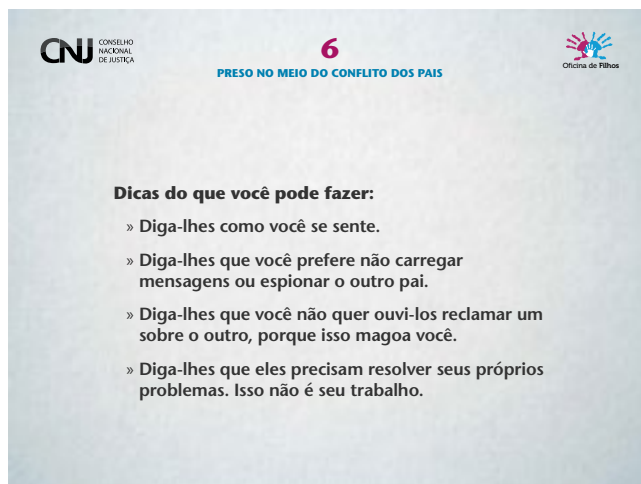 CNJ
CONSELHO
NACIONAL
DE JUSTIÇA
6
PRESO NO MEIO DO CONFLITO DOS PAIS
Oficina de Filhos
Dicas do que você pode fazer:
» Diga-lhes como você se sente.
» Diga-lhes que você prefere não carregar
mensagens ou espionar o outro pai.
» Diga-lhes que você não quer ouvi-los reclamar um
sobre o outro, porque isso magoa você.
» Diga-lhes que eles precisam resolver seus próprios
problemas. Isso não é seu trabalho.